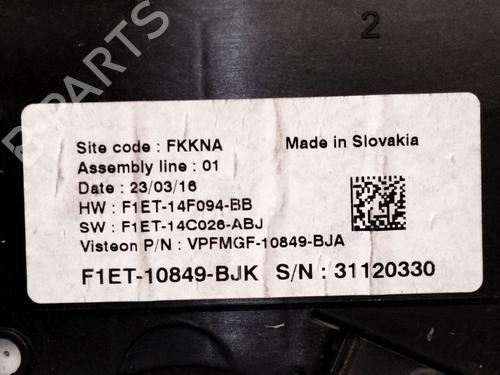 2
Site code : FKKNA
Made in Slovakia
Assembly line : 01
Date : 23/03/16
HW : F1ET-14F094-BB
SW : F1ET-14C026-ABJ
Visteon P/N : VPFMGF-10849-BJA
F1ET-10849-BJK S/N : 31120330
B-PARTS